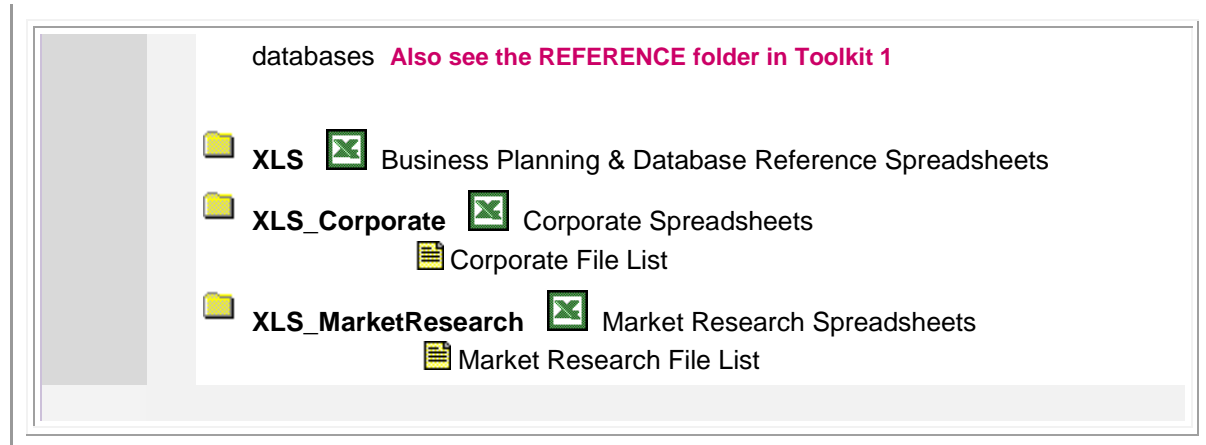 databases Also see the REFERENCE folder in Toolkit 1
XLS Business Planning & Database Reference Spreadsheets
XLS_Corporate Corporate Spreadsheets
Corporate File List
XLS_MarketResearch Market Research Spreadsheets
Market Research File List